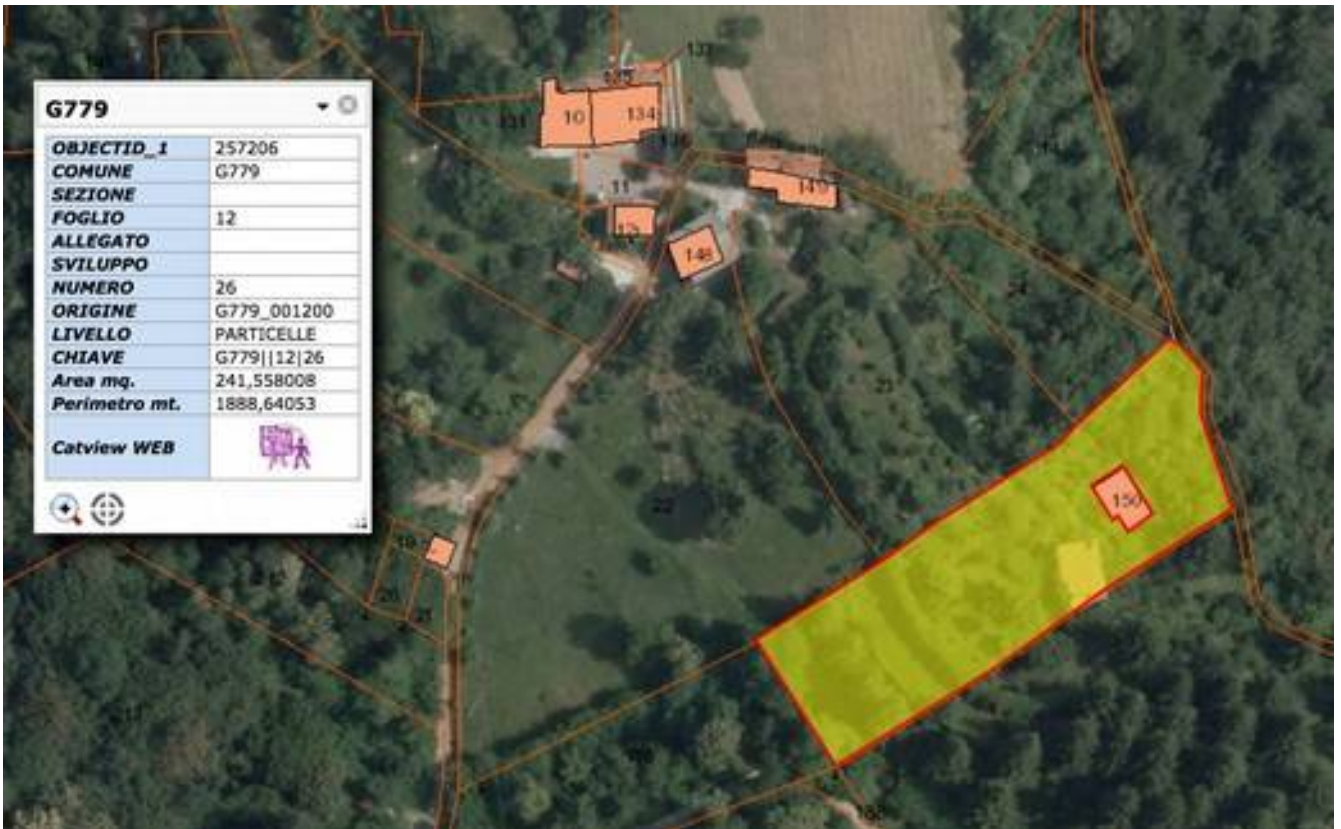 G779
OBJECTID_1 257206
COMUNE G779
SEZIONE
FOGLIO 12
ALLEGATO
SVILUPPO
NUMERO 26
ORIGINE G779_001200
LIVELLO PARTICELLE
CHIAVE G779||12|26
Area mq. 241,558008
Perimetro mt. 1888,64053
Catview WEB
133
10
134
131
11
149
148
150
22